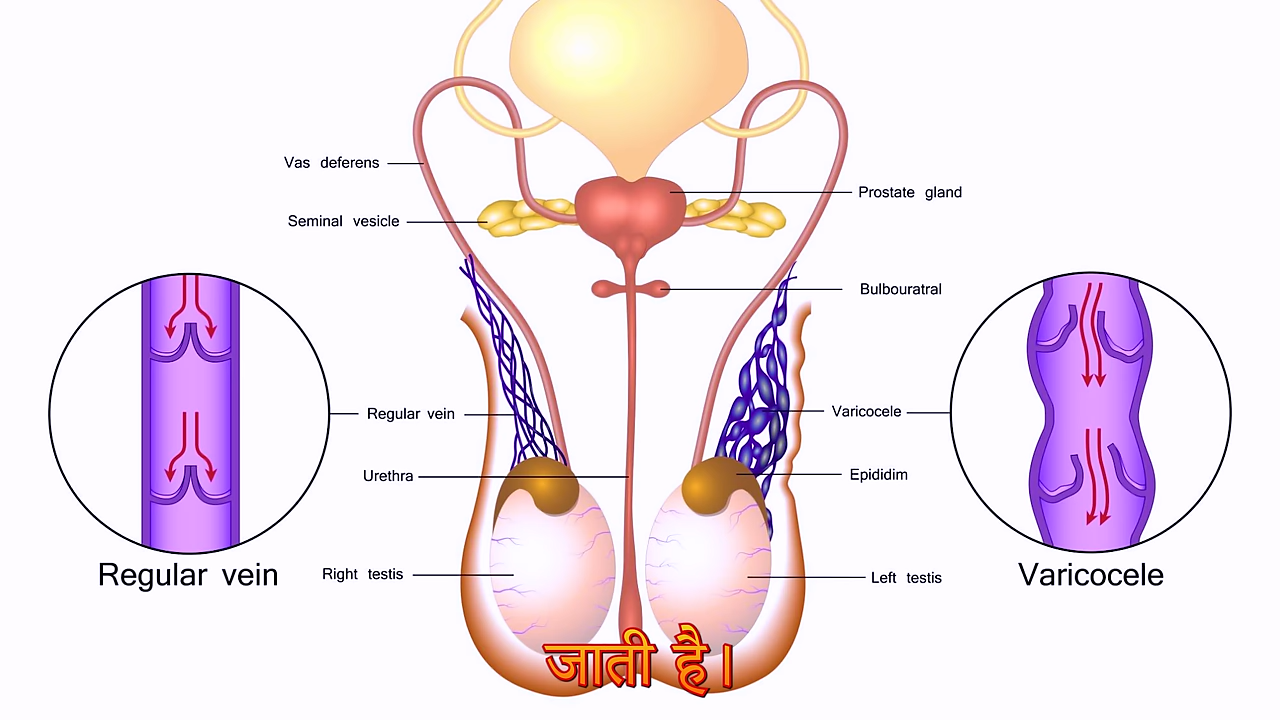 Vas deferens
Prostate gland
Seminal vesicle
Bulbouratral
Regular vein
Varicocele
Urethra
Epididim
Regular vein
Right testis
Left testis
Varicocele
जाती है।